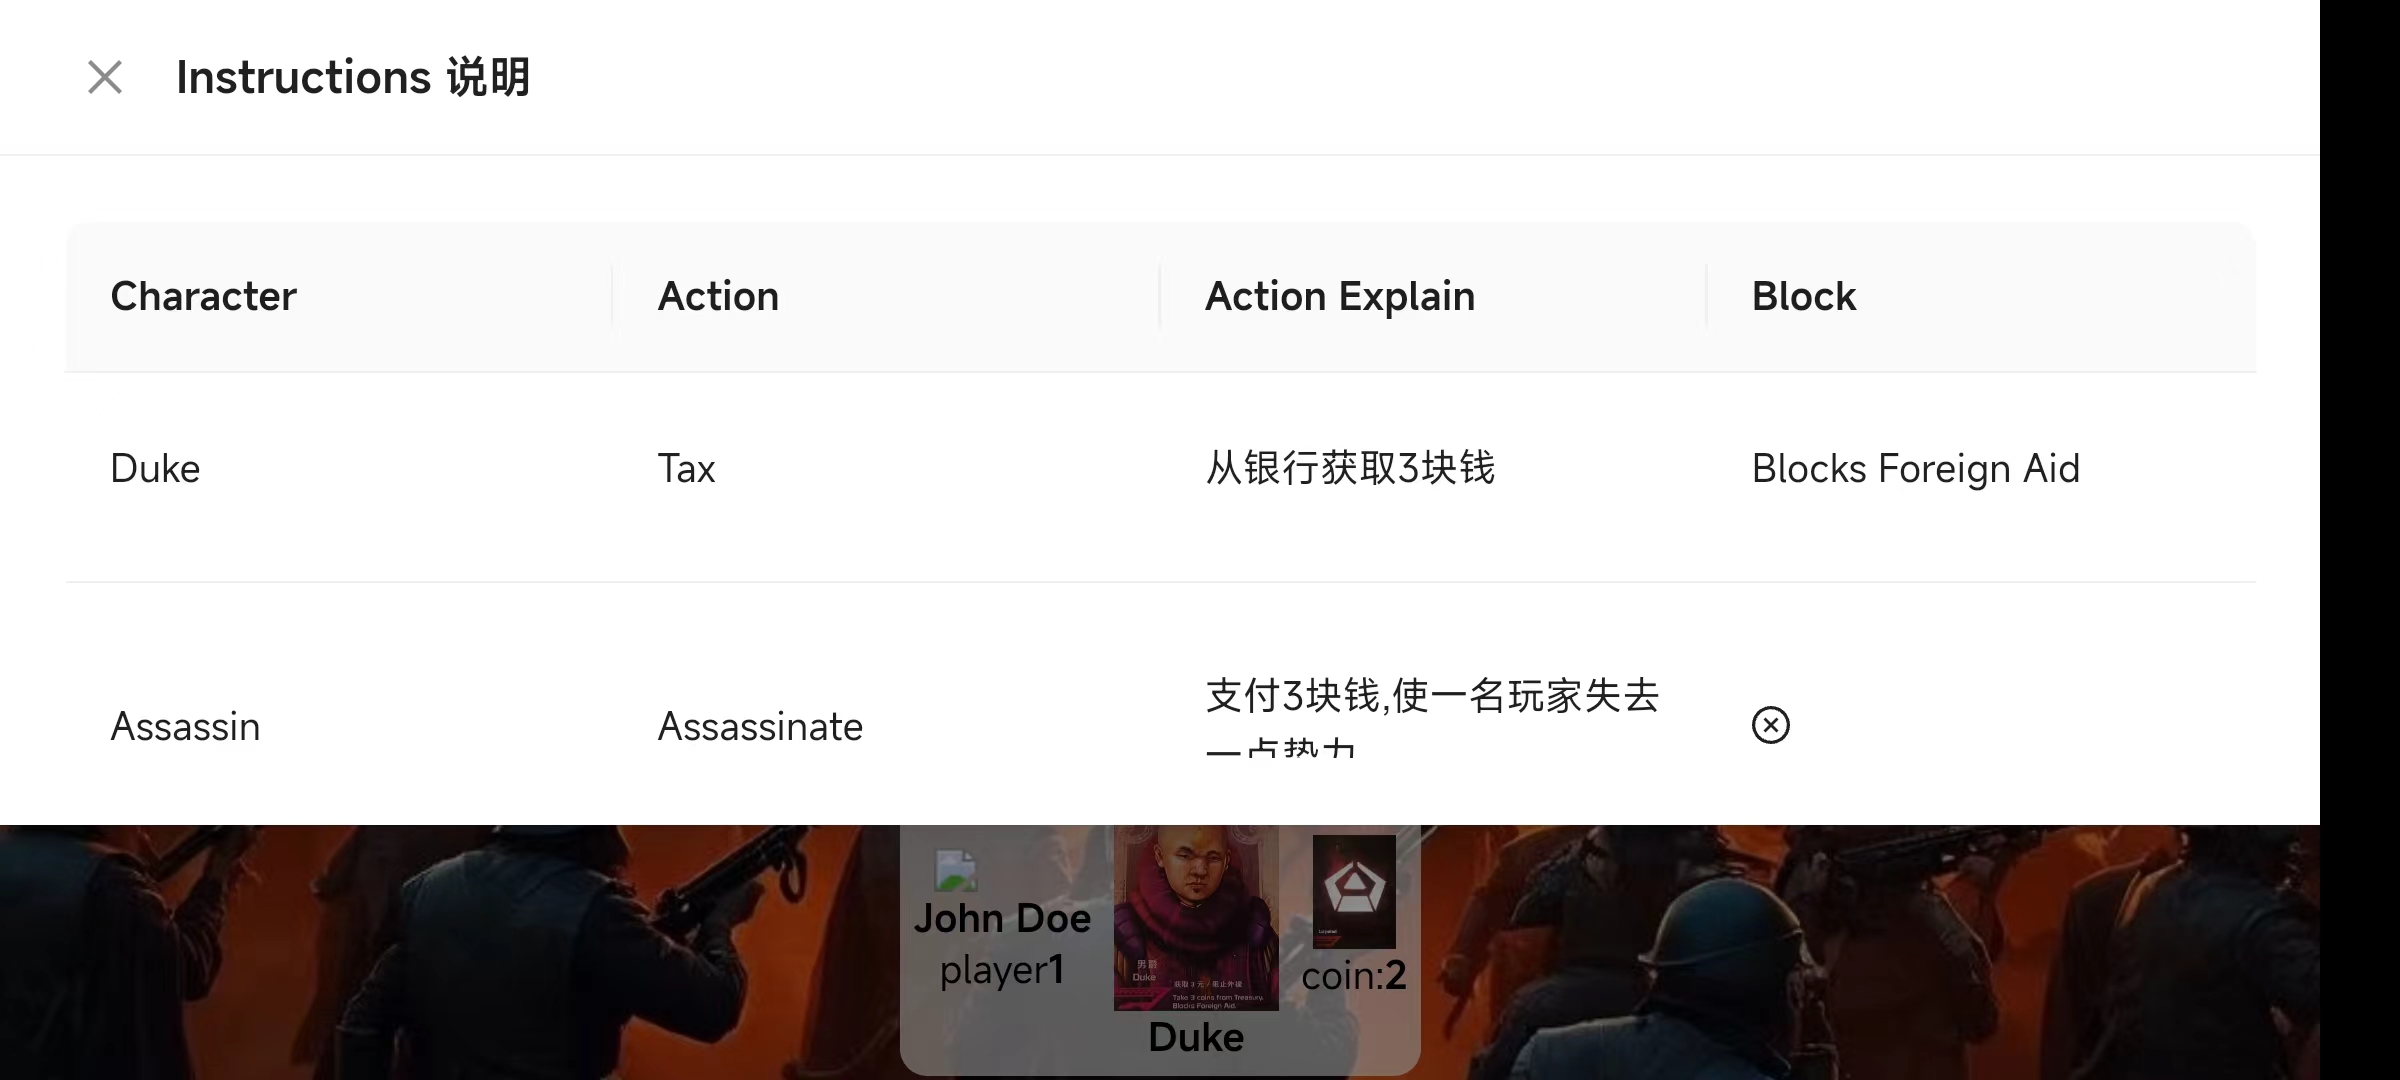 Instructions 说明
Character Action Action Explain Block
Duke Tax 从银行获取3块钱 Blocks Foreign Aid
Assassin Assassinate 支付3块钱,使一名玩家失去
John Doe
player1
男爵
Duke
获取 3 元 / 阻止外援
Take 3 coins from Treasury.
Blocks Foreign Aid.
Duke
coin:2